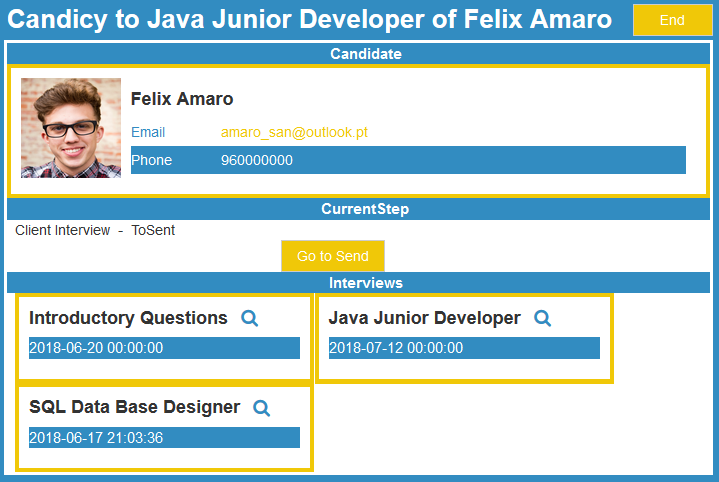 Candicy to Java Junior Developer of Felix Amaro
End
Candidate
Felix Amaro
Email amaro_san@outlook.pt
Phone 960000000
CurrentStep
Client Interview - ToSent
Go to Send
Interviews
Introductory Questions
2018-06-20 00:00:00
Java Junior Developer
2018-07-12 00:00:00
SQL Data Base Designer
2018-06-17 21:03:36